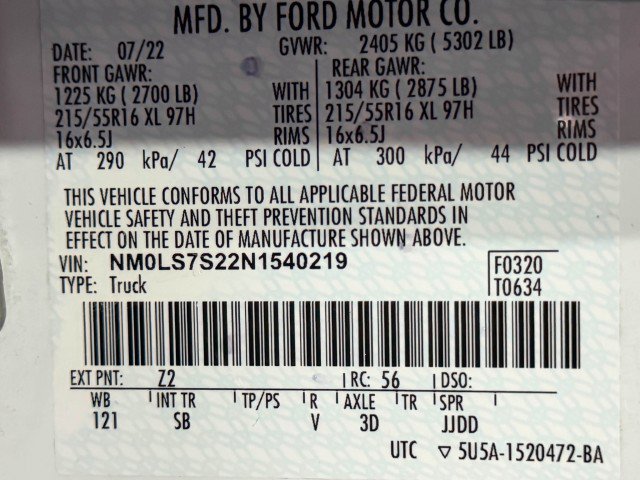 MFD. BY FORD MOTOR CO.
DATE: 07/22 GVWR: 2405 KG ( 5302 LB)
FRONT GAWR: REAR GAWR:
1225 KG ( 2700 LB) WITH 1304 KG ( 2875 LB) WITH
215/55R16 XL 97H TIRES 215/55R16 XL 97H TIRES
16x6.5J RIMS 16x6.5J RIMS
AT 290 kPa/ 42 PSI COLD AT 300 kPa/ 44 PSI COLD
THIS VEHICLE CONFORMS TO ALL APPLICABLE FEDERAL MOTOR
VEHICLE SAFETY AND THEFT PREVENTION STANDARDS IN
EFFECT ON THE DATE OF MANUFACTURE SHOWN ABOVE.
VIN: NM0LS7S22N1540219 F0320
TYPE: Truck T0634
EXT PNT: Z2 RC: 56 DSO:
WB INT TR TP/PS R AXLE TR SPR
121 SB V 3D JJDD
UTC ▽ 5U5A-1520472-BA